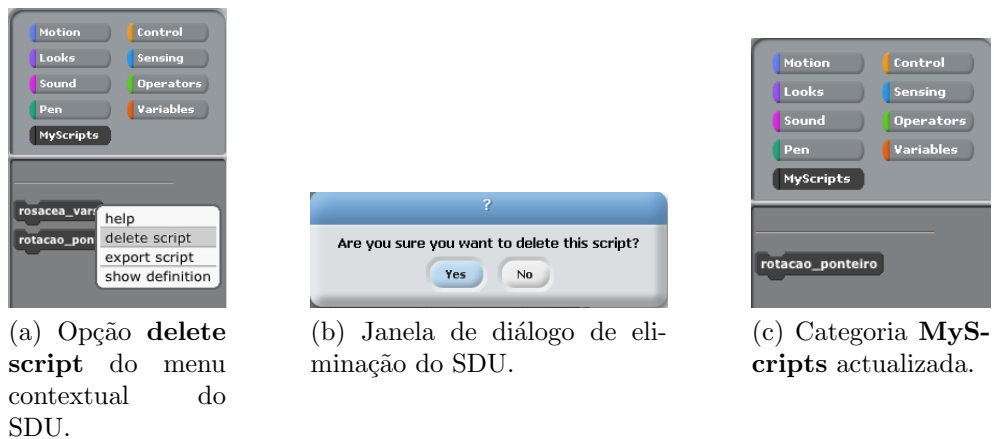 Motion Control
Looks Sensing
Sound Operators
Pen Variables
MyScripts
rosacea_vars
rotacao_pon
help
delete script
export script
show definition
(a) Opção delete
script do menu
contextual do
SDU.
?
Are you sure you want to delete this script?
Yes No
(b) Janela de diálogo de eli-
minação do SDU.
Motion Control
Looks Sensing
Sound Operators
Pen Variables
MyScripts
rotacao_ponteiro
(c) Categoria MyS-
cripts actualizada.